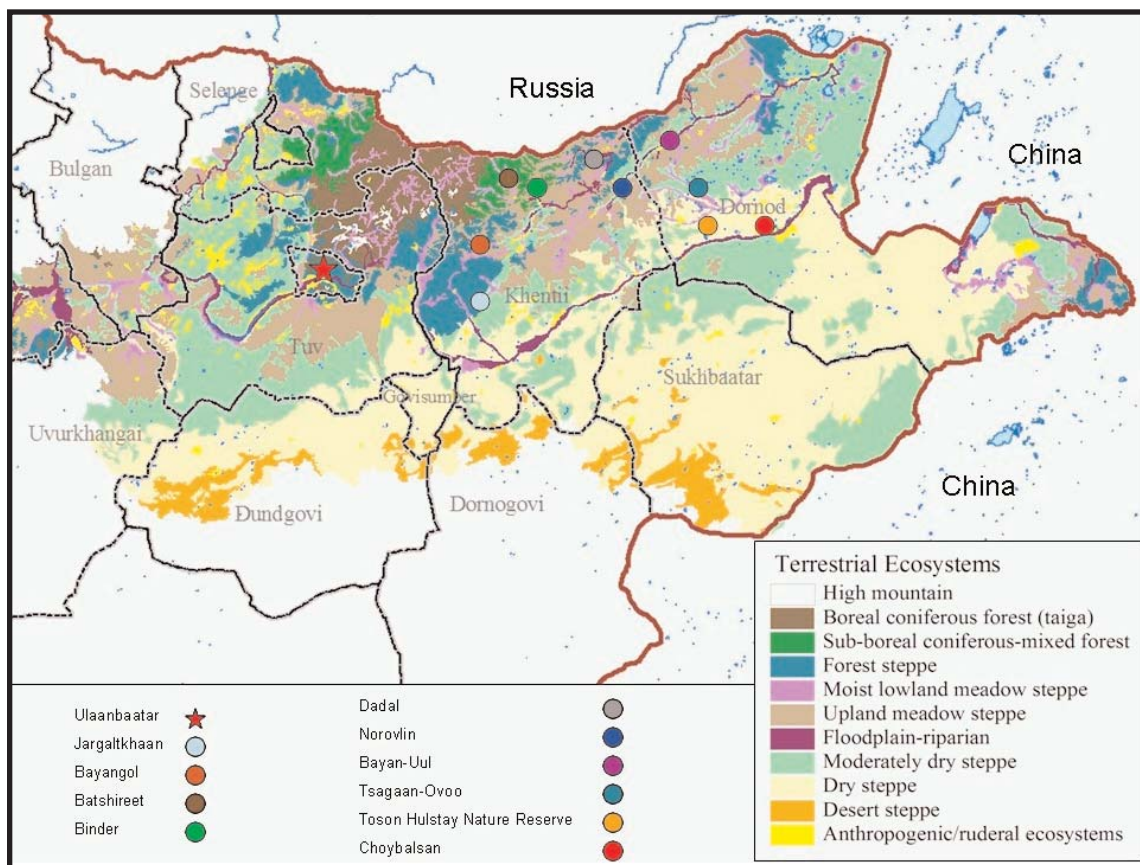 Russia
Selenge
China
Bulgan
Dornod
Khentii
Tuv
Sukhbaatar
Govisumber
Uvurkhangai
China
Dundgovi
Dornogovi
Terrestrial Ecosystems
High mountain
Boreal coniferous forest (taiga)
Sub-boreal coniferous-mixed forest
Forest steppe
Moist lowland meadow steppe
Upland meadow steppe
Floodplain-riparian
Moderately dry steppe
Dry steppe
Desert steppe
Anthropogenic/ruderal ecosystems
Ulaanbaatar
Jargaltkhaan
Bayangol
Batshireet
Binder
Dadal
Norovlin
Bayan-Uul
Tsagaan-Ovoo
Toson Hulstay Nature Reserve
Choybalsan